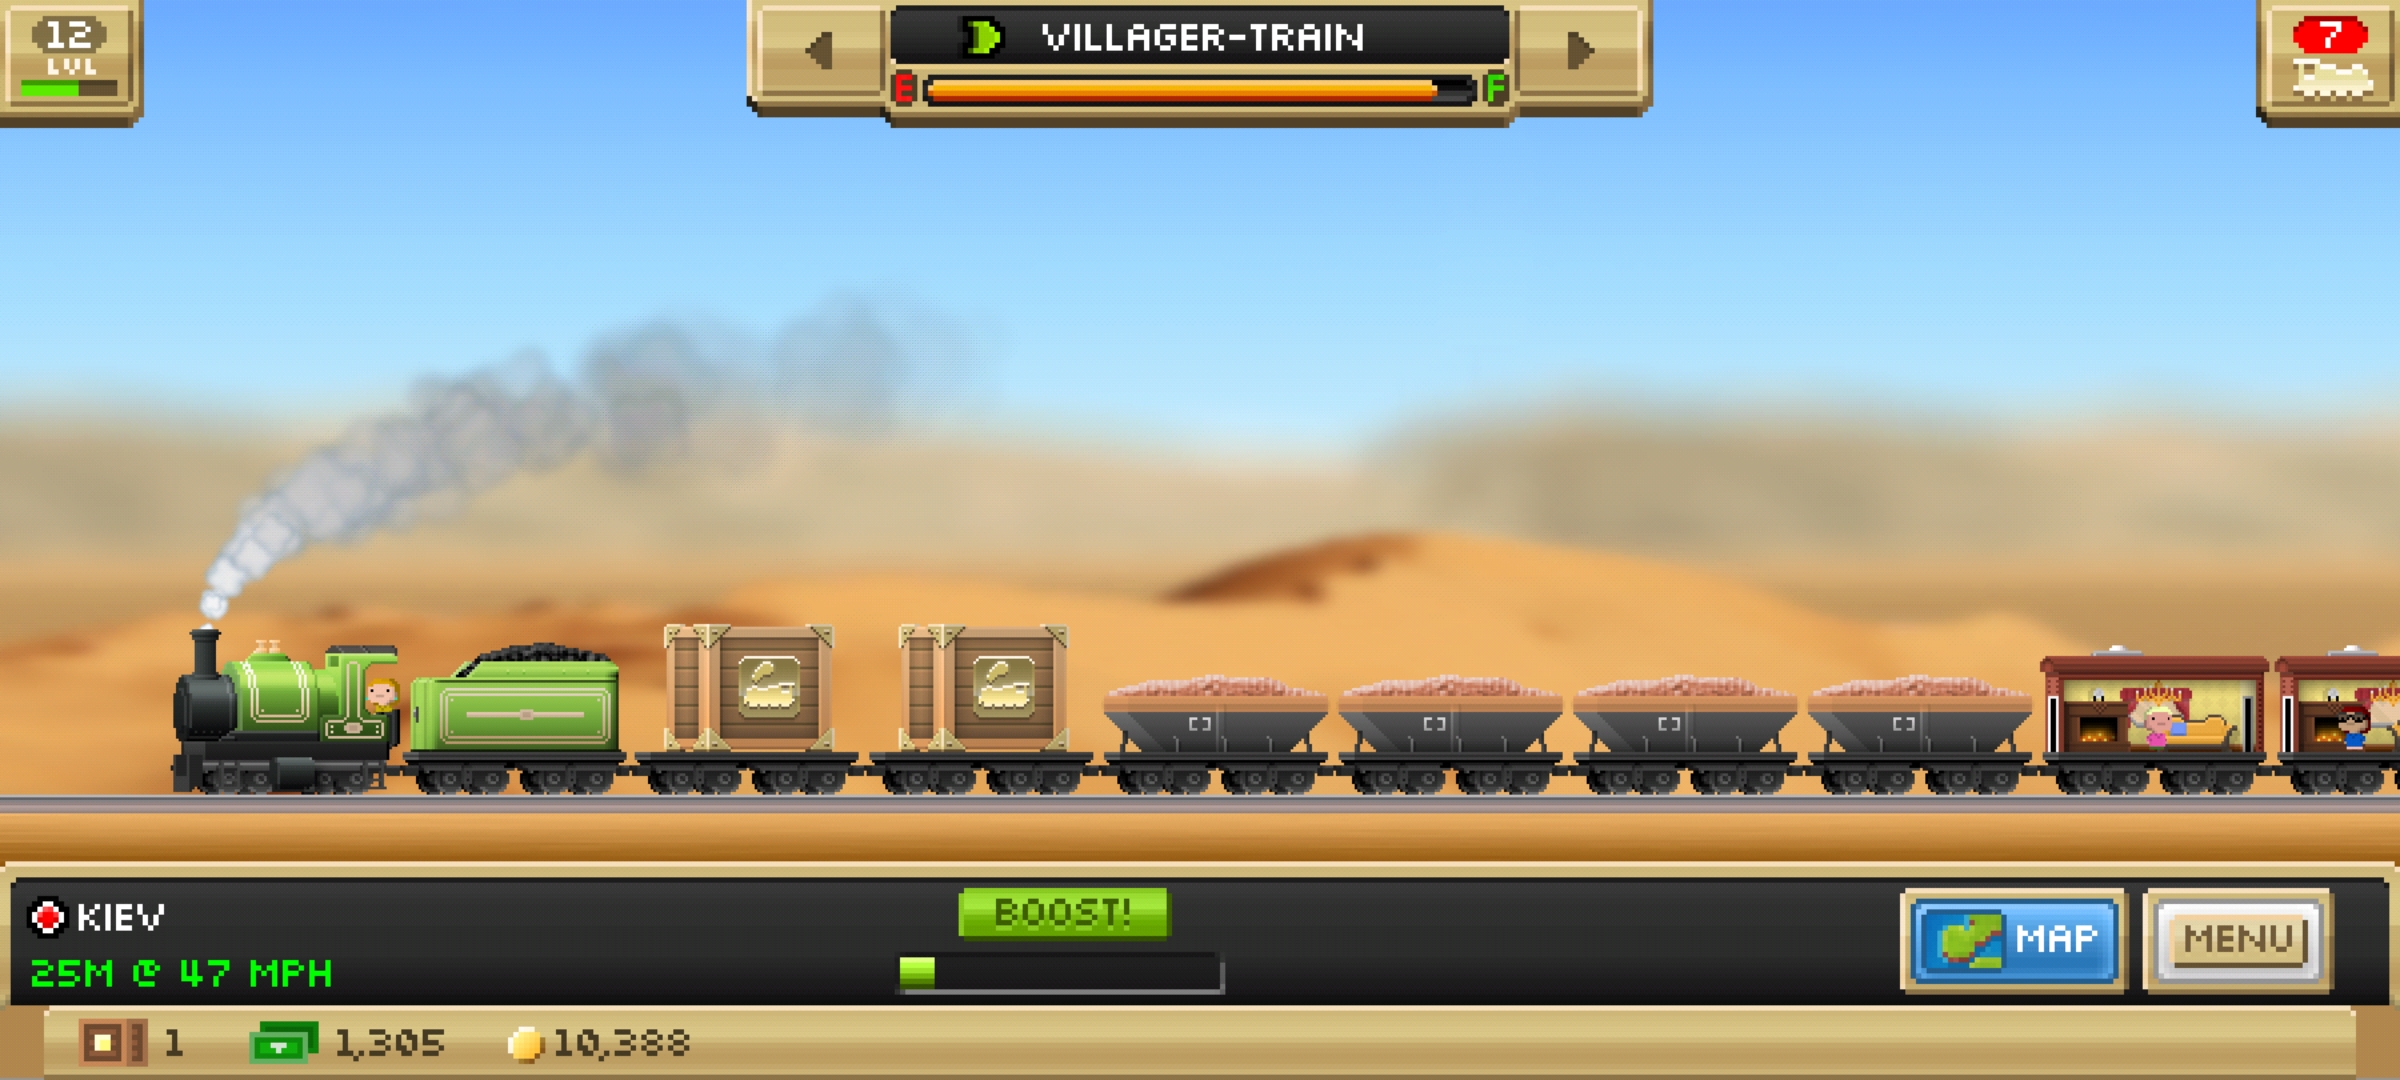 12
LVL
VILLAGER-TRAIN
E F
7
KIEV
25M @ 47 MPH
BOOST!
MAP
MENU
1 1,305 10,388